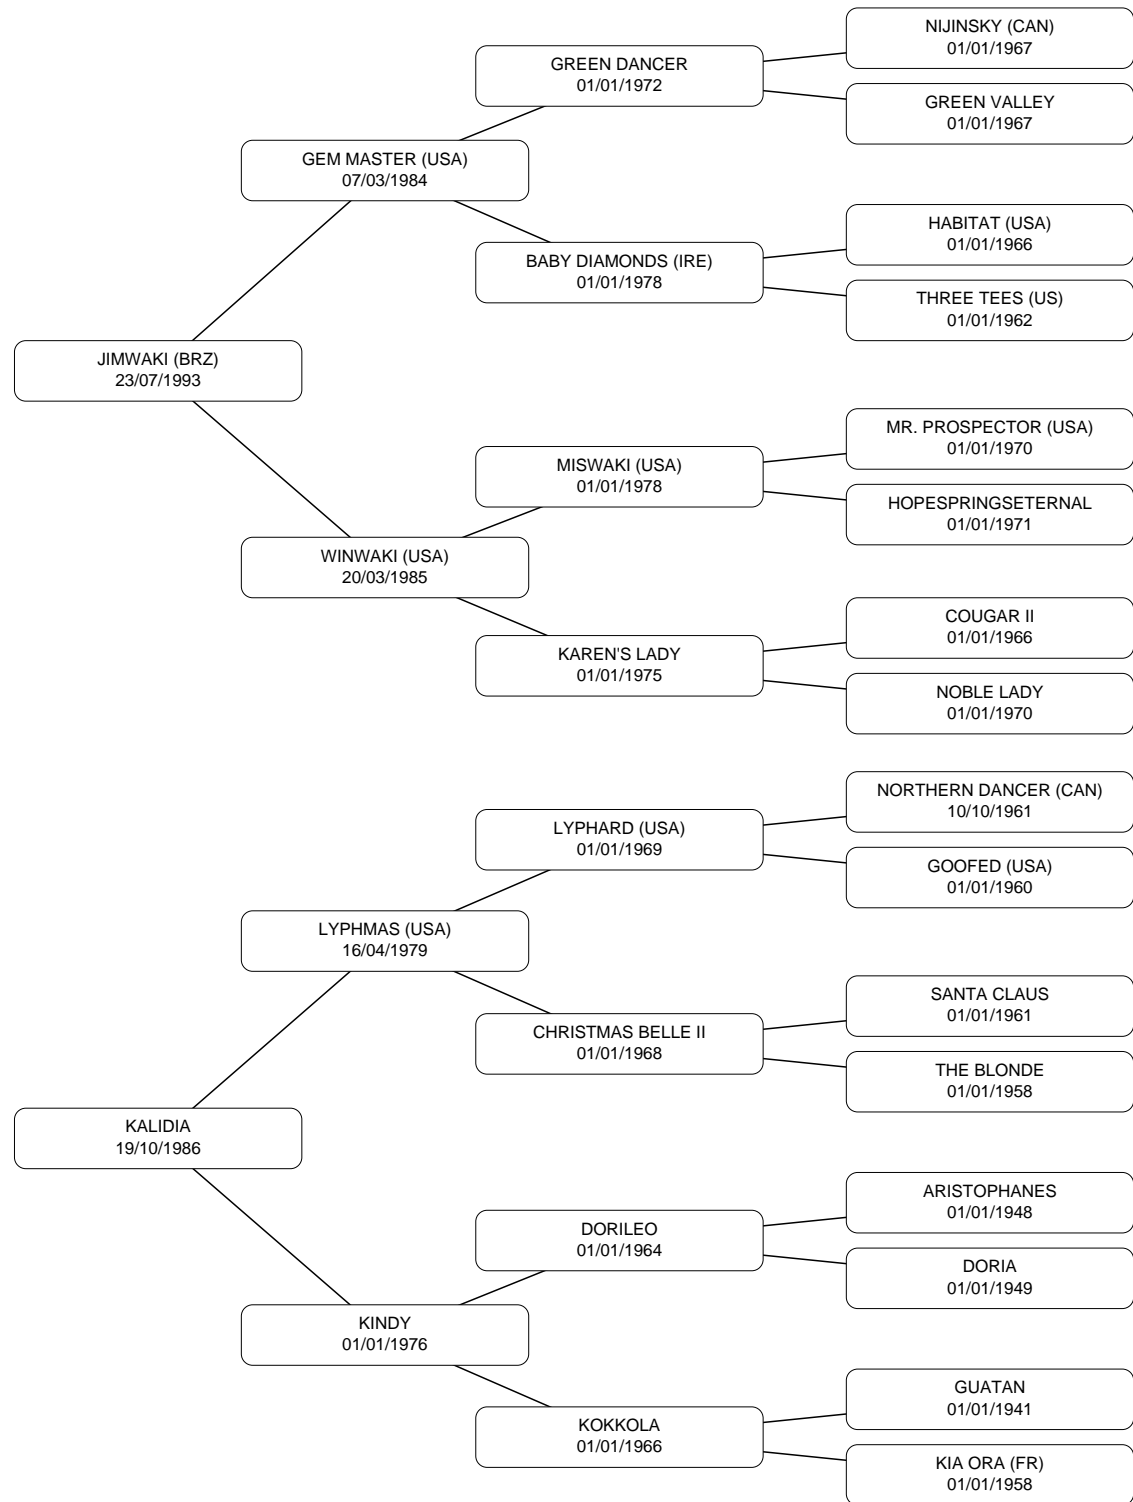 NIJINSKY (CAN)
01/01/1967
GREEN DANCER
01/01/1972
GREEN VALLEY
01/01/1967
GEM MASTER (USA)
07/03/1984
HABITAT (USA)
01/01/1966
BABY DIAMONDS (IRE)
01/01/1978
THREE TEES (US)
01/01/1962
JIMWAKI (BRZ)
23/07/1993
MR. PROSPECTOR (USA)
01/01/1970
MISWAKI (USA)
01/01/1978
HOPESPRINGSETERNAL
01/01/1971
WINWAKI (USA)
20/03/1985
COUGAR II
01/01/1966
KAREN'S LADY
01/01/1975
NOBLE LADY
01/01/1970
NORTHERN DANCER (CAN)
10/10/1961
LYPHARD (USA)
01/01/1969
GOOFED (USA)
01/01/1960
LYPHMAS (USA)
16/04/1979
SANTA CLAUS
01/01/1961
CHRISTMAS BELLE II
01/01/1968
THE BLONDE
01/01/1958
KALIDIA
19/10/1986
ARISTOPHANES
01/01/1948
DORILEO
01/01/1964
DORIA
01/01/1949
KINDY
01/01/1976
GUATAN
01/01/1941
KOKKOLA
01/01/1966
KIA ORA (FR)
01/01/1958